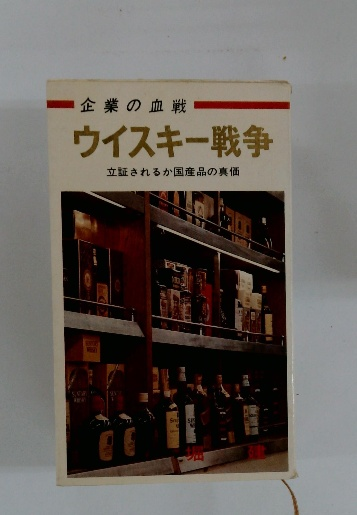 企業の血戦
ウイスキー戦争
立証されるか国産品の真価
堀